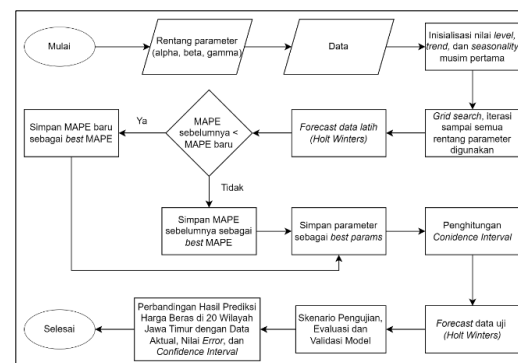 Mulai
Rentang parameter
(alpha, beta, gamma)
Data
Inisialisasi nilai level,
trend, dan seasonality
musim pertama
Grid search, iterasi
sampai semua
rentang parameter
digunakan
Forecast data latih
(Holt Winters)
MAPE
sebelumnya <
MAPE baru
Ya
Simpan MAPE baru
sebagai best MAPE
Tidak
Simpan MAPE
sebelumnya sebagai
best MAPE
Simpan parameter
sebagai best params
Penghitungan
Conidence Interval
Forecast data uji
(Holt Winters)
Skenario Pengujian,
Evaluasi dan
Validasi Model
Perbandingan Hasil Prediksi
Harga Beras di 20 Wilayah
Jawa Timur dengan Data
Aktual, Nilai Error, dan
Confidence Interval
Selesai